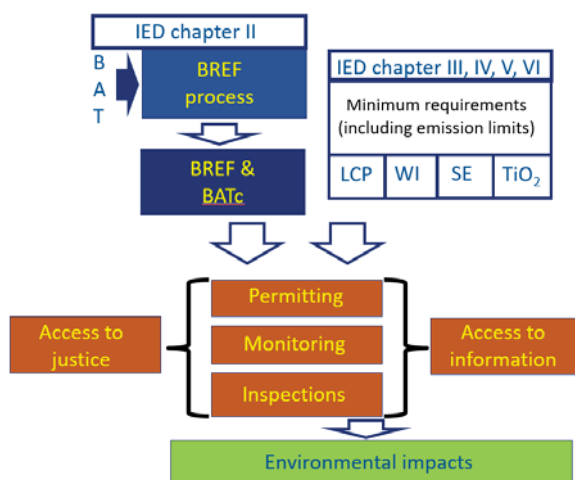 IED chapter II
B
A
T
BREF
process
IED chapter III, IV, V, VI
Minimum requirements
(including emission limits)
LCP WI SE TiO₂
BREF &
BATc
Permitting
Access to
justice
Monitoring
Access to
information
Inspections
Environmental impacts